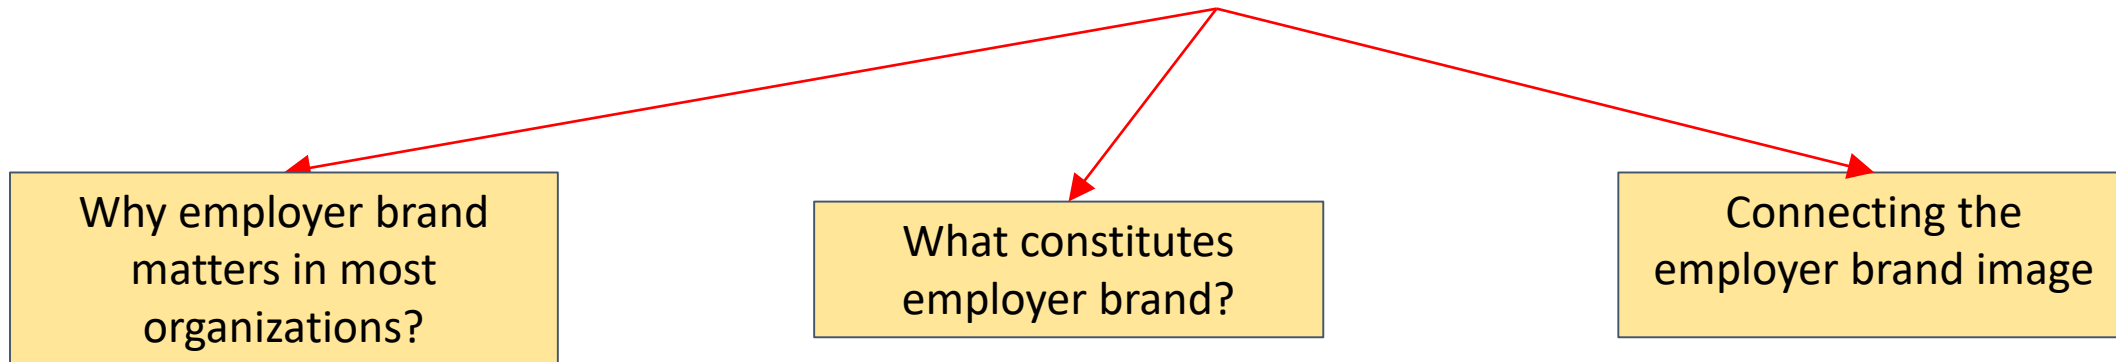 Why employer brand
matters in most
organizations?
What constitutes
employer brand?
Connecting the
employer brand image